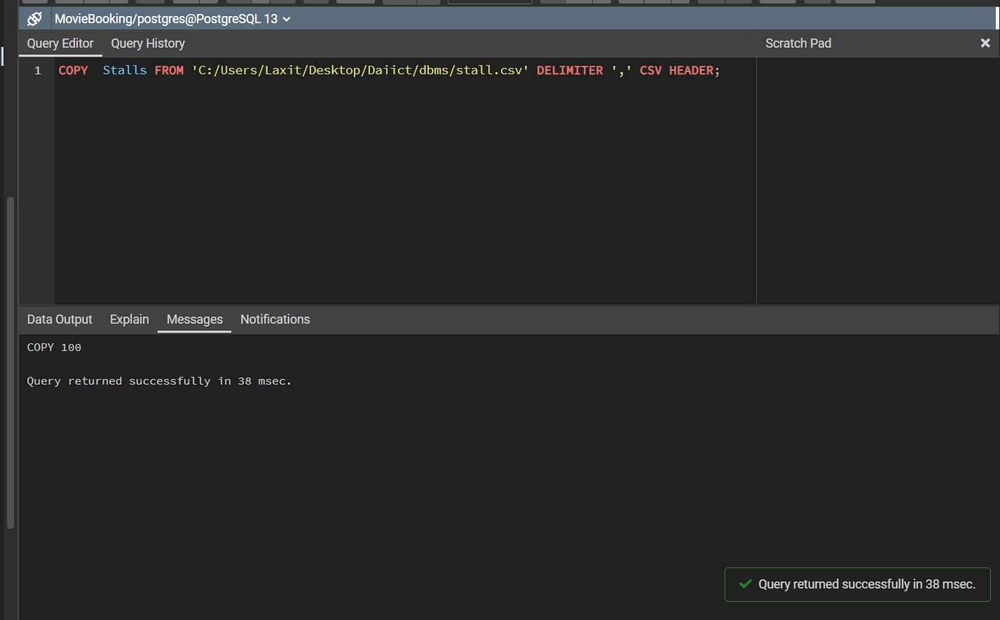 MovieBooking/postgres@PostgreSQL 13
Query Editor Query History Scratch Pad
1 COPY  Stalls FROM 'C:/Users/Laxit/Desktop/Daiict/dbms/stall.csv' DELIMITER ',' CSV HEADER;
Data Output Explain Messages Notifications
COPY 100
Query returned successfully in 38 msec.
Query returned successfully in 38 msec.